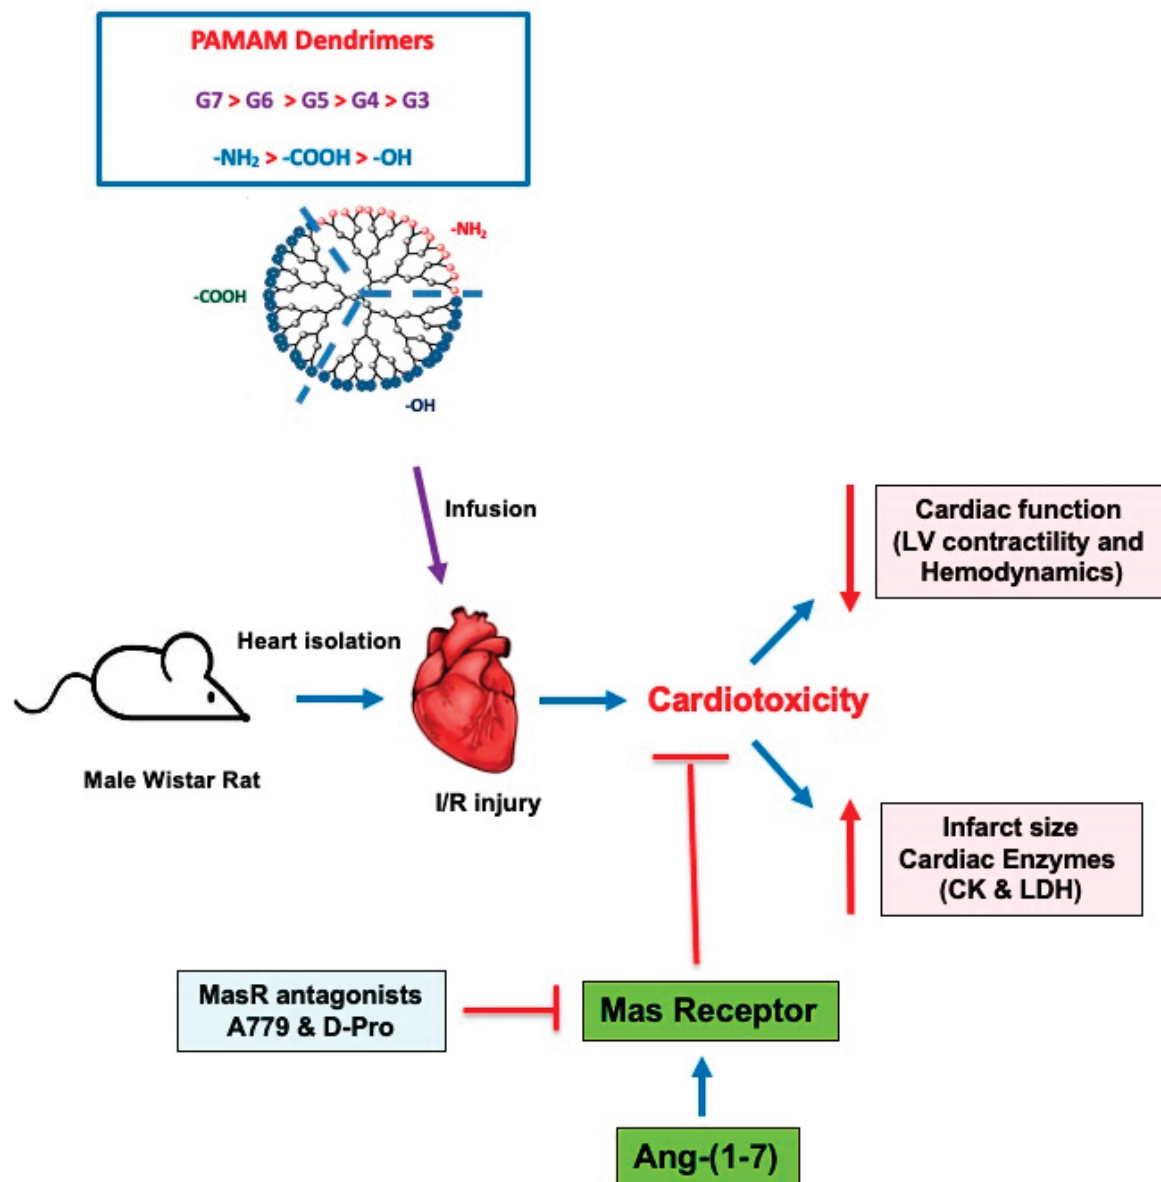 PAMAM Dendrimers
G7 > G6 > G5 > G4 > G3
-NH₂ > -COOH > -OH
-NH₂
-COOH
-OH
Infusion
Cardiac function
(LV contractility and
Hemodynamics)
Heart isolation
Cardiotoxicity
Male Wistar Rat
I/R injury
Infarct size
Cardiac Enzymes
(CK & LDH)
MasR antagonists
A779 & D-Pro
Mas Receptor
Ang-(1-7)